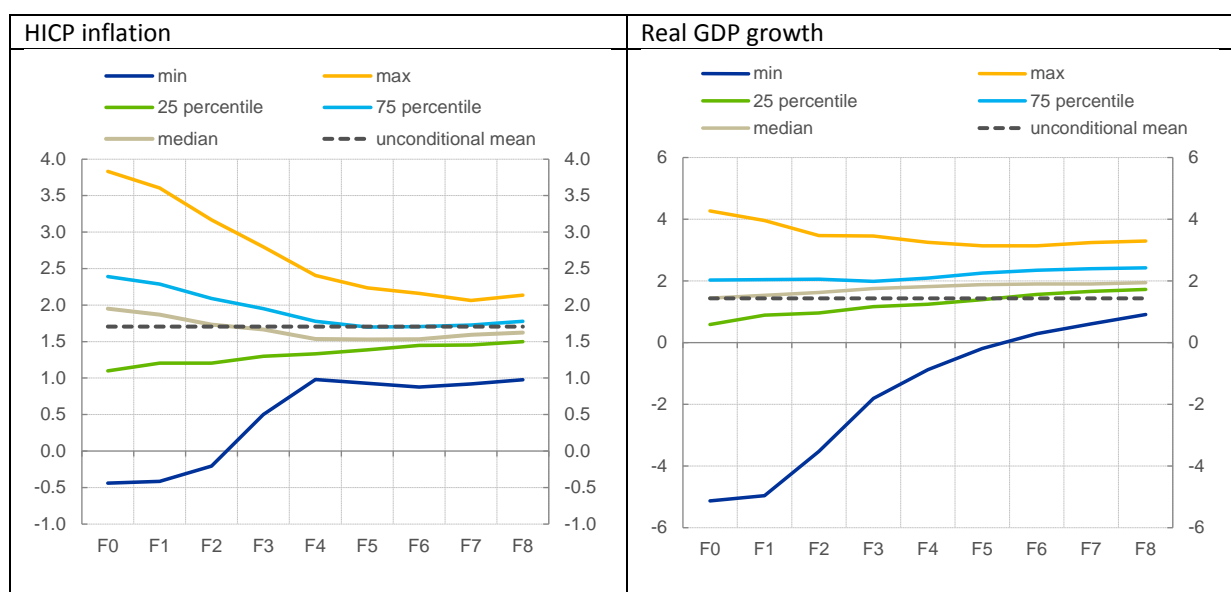 HICP inflation
min max
25 percentile 75 percentile
median unconditional mean
4.0 4.0
3.5 3.5
3.0 3.0
2.5 2.5
2.0 2.0
1.5 1.5
1.0 1.0
0.5 0.5
0.0 0.0
-0.5 -0.5
-1.0 -1.0
F0 F1 F2 F3 F4 F5 F6 F7 F8
Real GDP growth
min max
25 percentile 75 percentile
median unconditional mean
6 6
4 4
2 2
0 0
-2 -2
-4 -4
-6 -6
F0 F1 F2 F3 F4 F5 F6 F7 F8